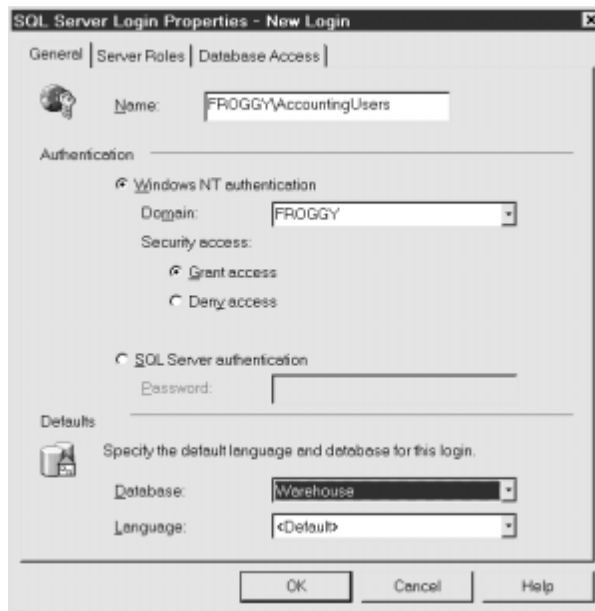 SQL Server Login Properties - New Login
General Server Roles Database Access
Name: FROGGY\AccountingUsers
Authentication
Windows NT authentication
Domain: FROGGY
Security access:
Grant access
Deny access
SQL Server authentication
Password:
Defaults
Specify the default language and database for this login.
Database: Warehouse
Language: <Default>
OK Cancel Help